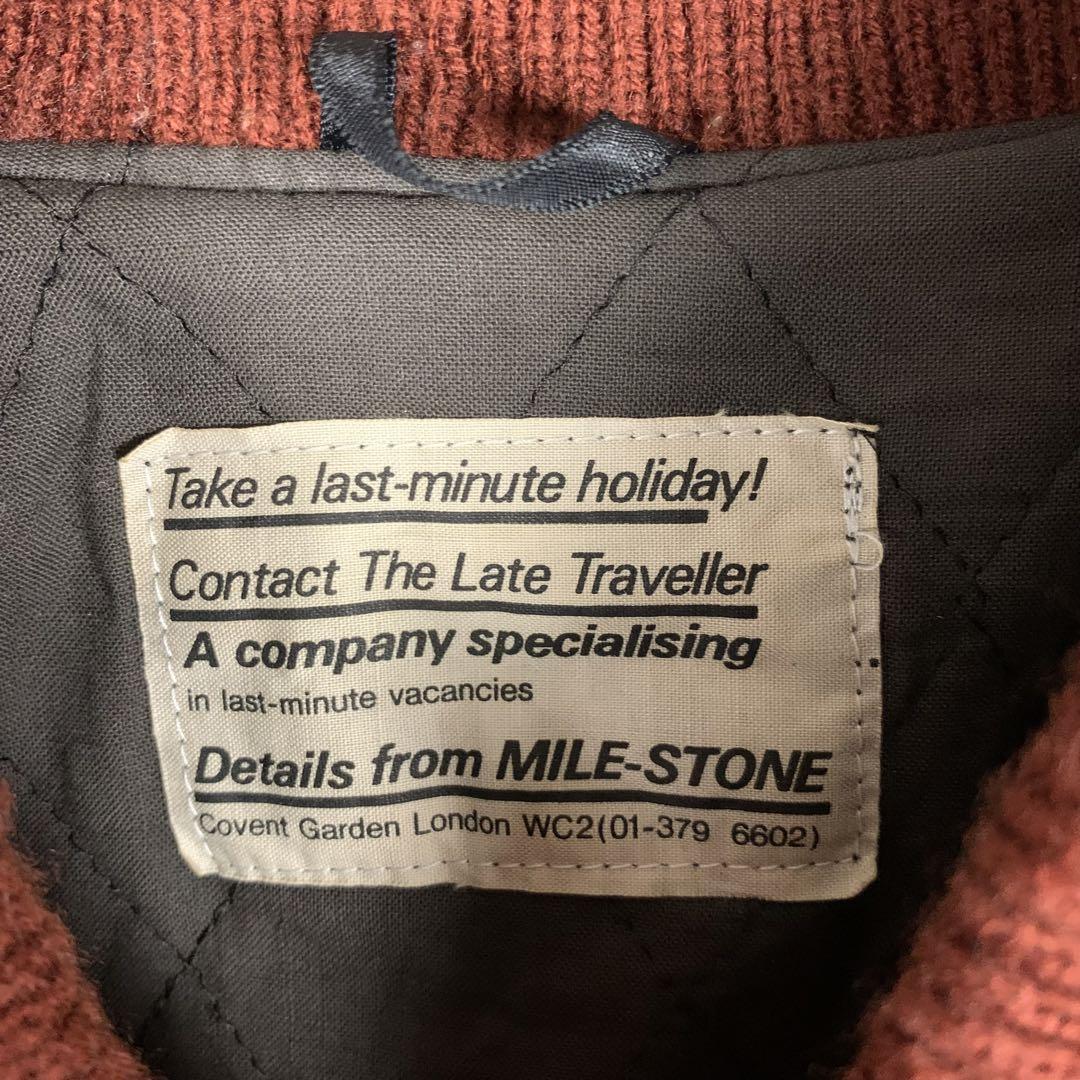 Take a last-minute holiday!
Contact The Late Traveller
A company specialising
in last-minute vacancies
Details from MILE-STONE
Covent Garden London WC2(01-379 6602)